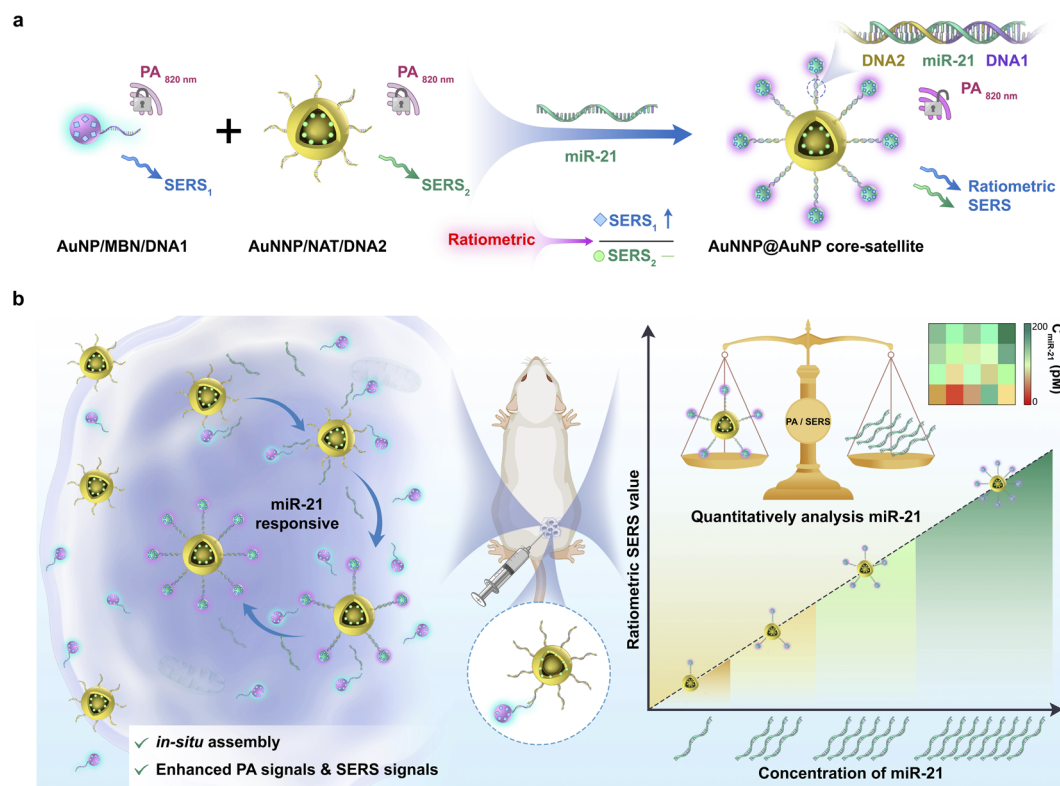 a
PA 820 nm
PA 820 nm
SERS1
+
SERS2
miR-21
DNA2 miR-21 DNA1
PA 820 nm
Ratiometric
SERS
AuNP/MBN/DNA1
AuNNP/NAT/DNA2
Ratiometric
SERS1
SERS2
AuNNP@AuNP core-satellite
b
miR-21
responsive
✓ in-situ assembly
✓ Enhanced PA signals & SERS signals
PA / SERS
200
0
C miR-21 (pM)
Quantitatively analysis miR-21
Ratiometric SERS value
Concentration of miR-21